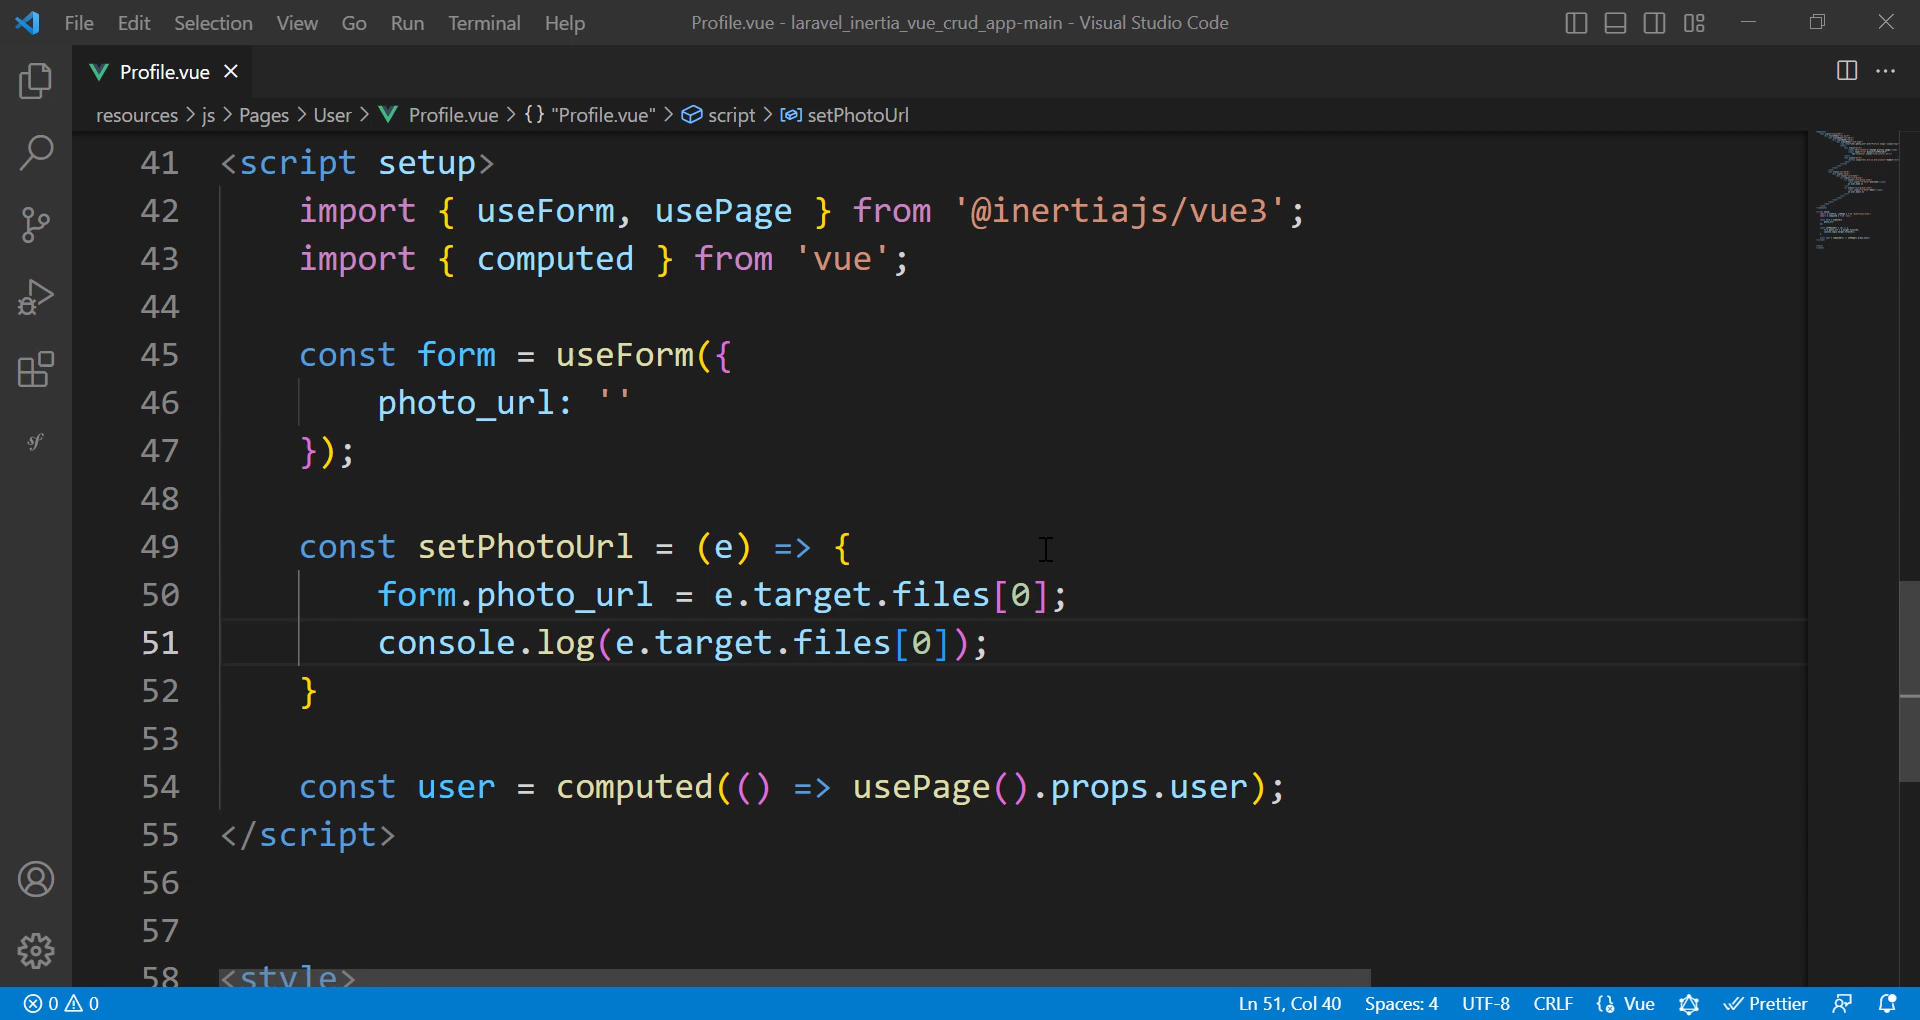 File Edit Selection View Go Run Terminal Help Profile.vue - laravel_inertia_vue_crud_app-main - Visual Studio Code
Profile.vue
resources > js > Pages > User > Profile.vue > {} "Profile.vue" > script > setPhotoUrl
41 <script setup>
42 import { useForm, usePage } from '@inertiajs/vue3';
43 import { computed } from 'vue';
44
45 const form = useForm({
46 photo_url: ''
47 });
48
49 const setPhotoUrl = (e) => {
50 form.photo_url = e.target.files[0];
51 console.log(e.target.files[0]);
52 }
53
54 const user = computed(() => usePage().props.user);
55 </script>
56
57
58 <style>
0 0 Ln 51, Col 40 Spaces: 4 UTF-8 CRLF Vue Prettier